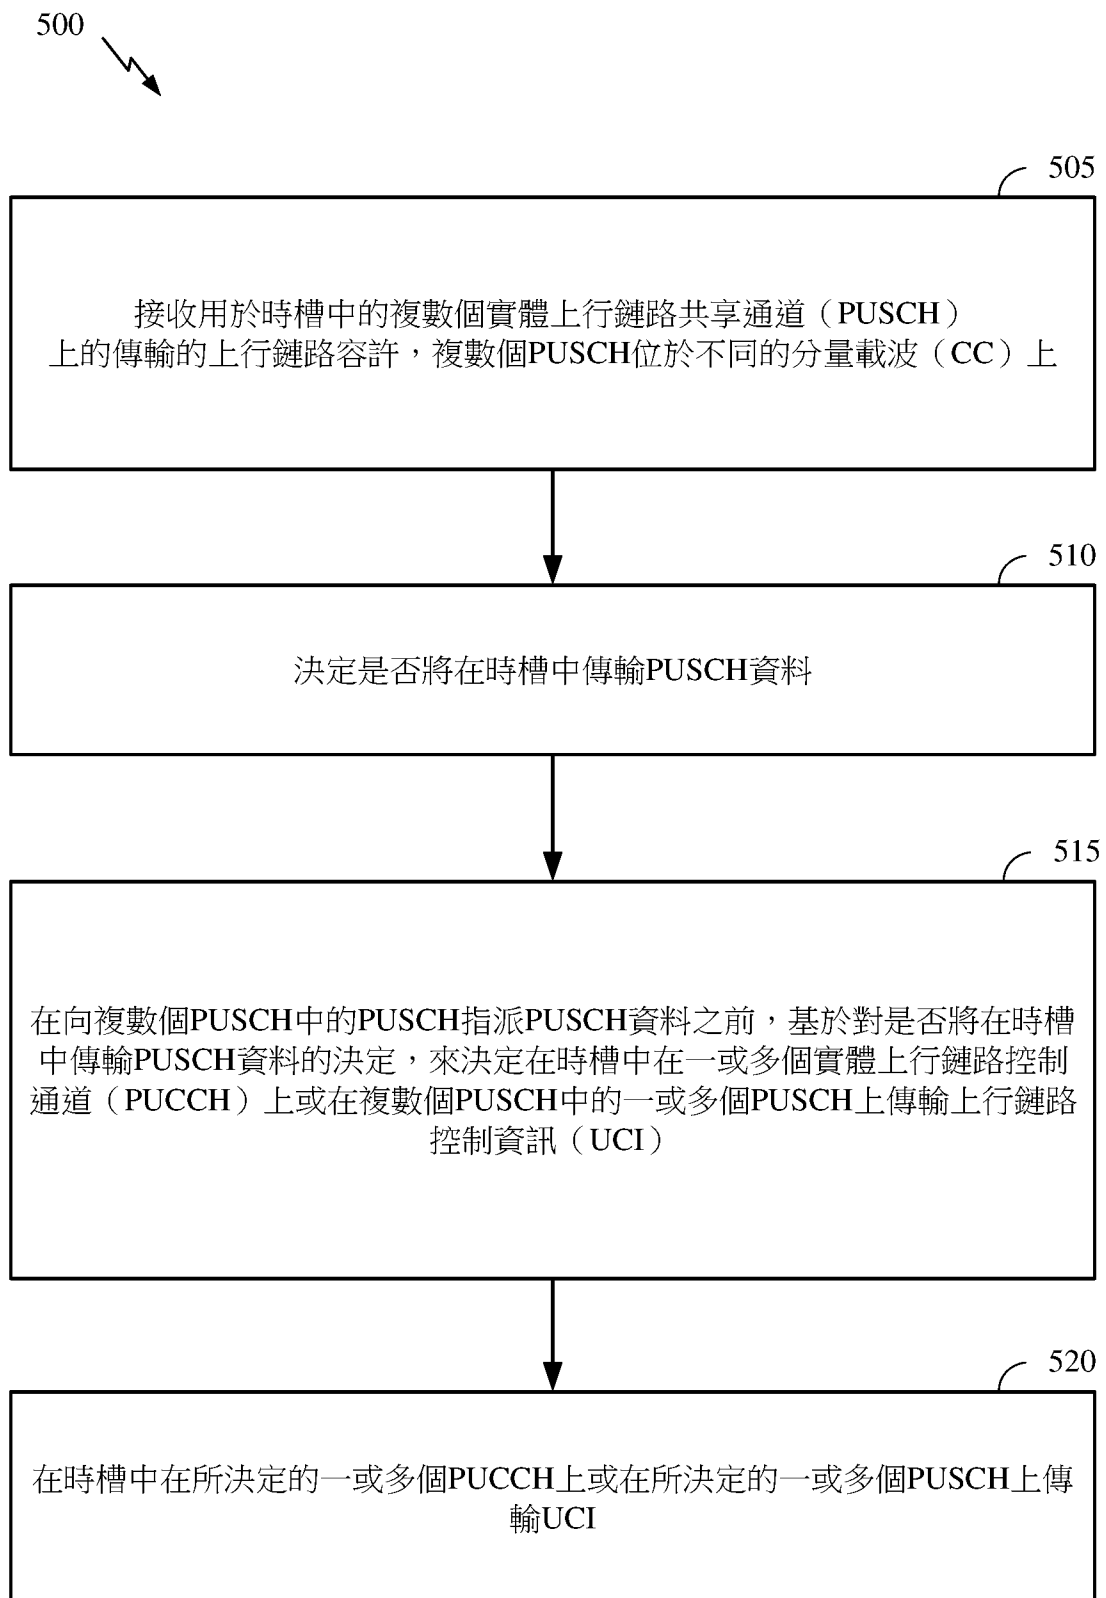 500
505
接收用於時槽中的複數個實體上行鏈路共享通道（PUSCH）
上的傳輸的上行鏈路容許，複數個PUSCH位於不同的分量載波（CC）上
510
決定是否將在時槽中傳輸PUSCH資料
515
在向複數個PUSCH中的PUSCH指派PUSCH資料之前，基於對是否將在時槽
中傳輸PUSCH資料的決定，來決定在時槽中在一或多個實體上行鏈路控制
通道（PUCCH）上或在複數個PUSCH中的一或多個PUSCH上傳輸上行鏈路
控制資訊（UCI）
520
在時槽中在所決定的一或多個PUCCH上或在所決定的一或多個PUSCH上傳
輸UCI